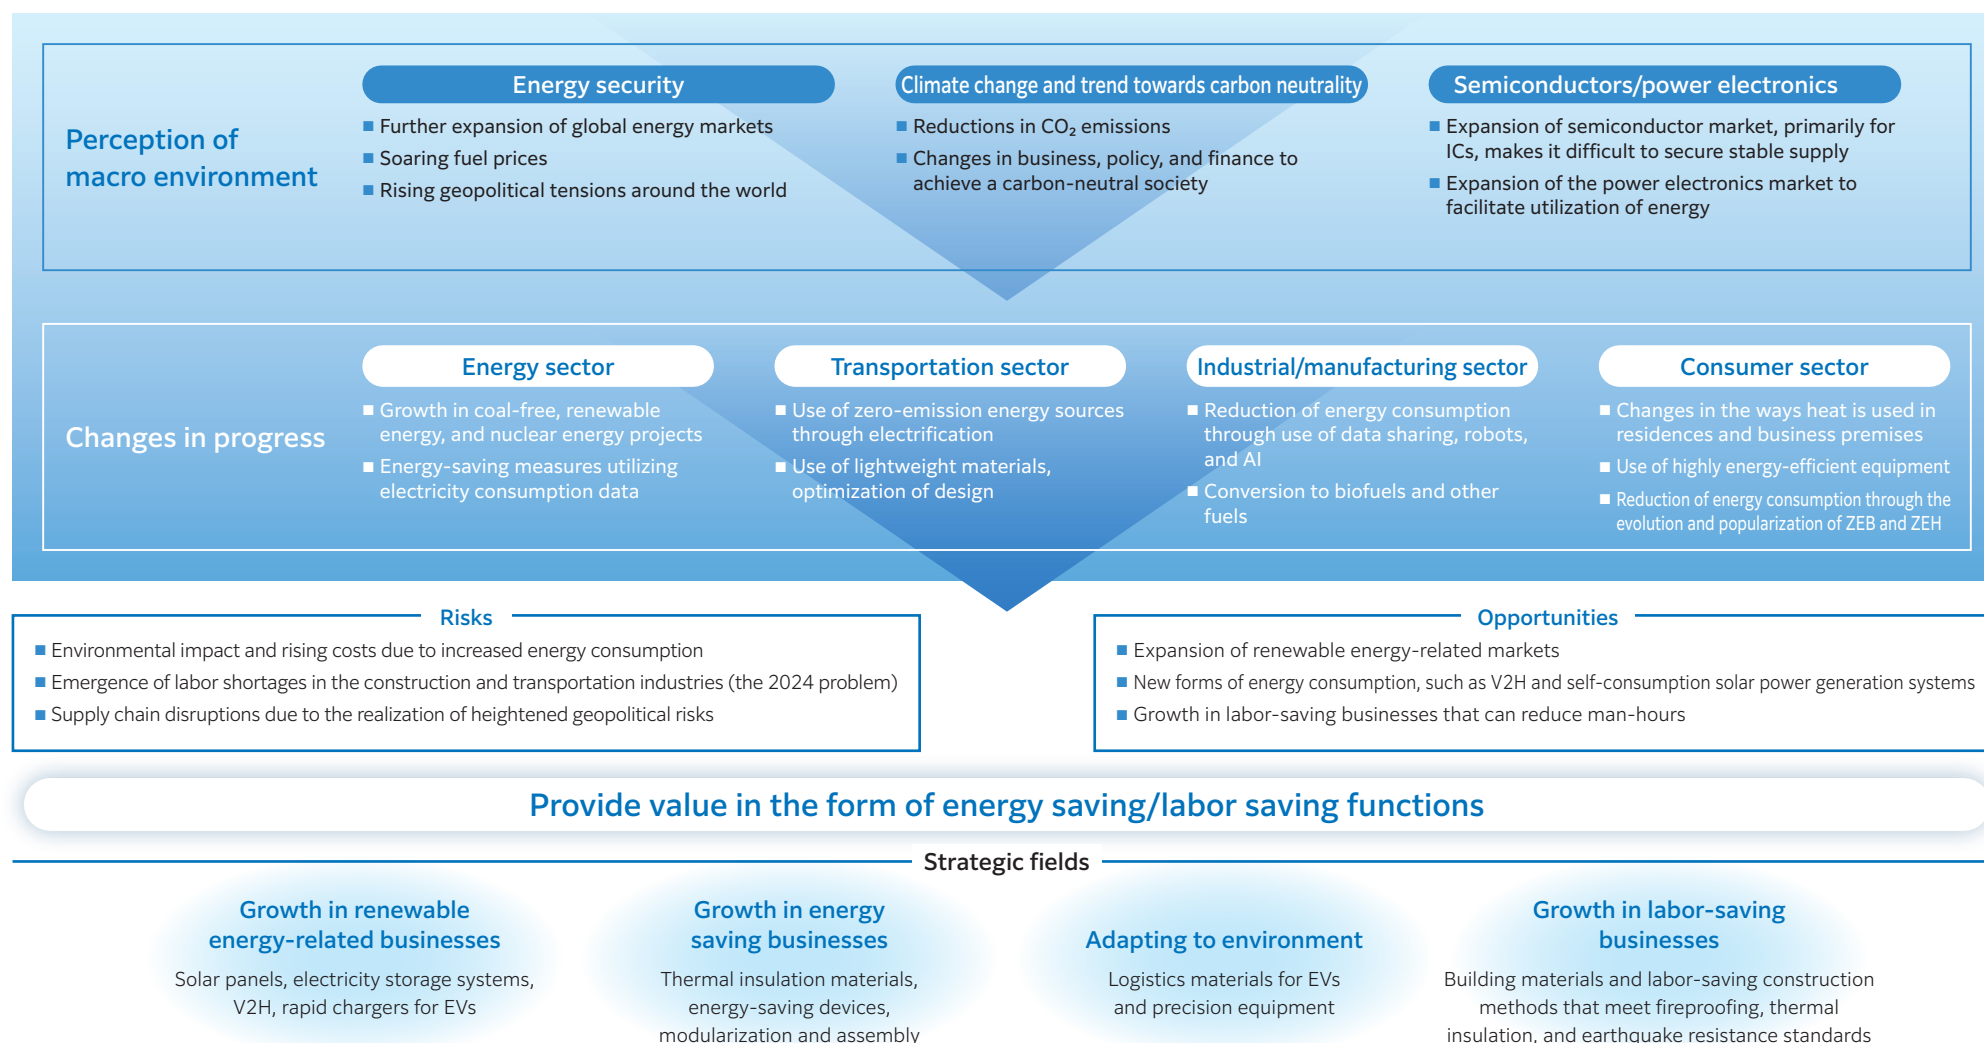 Perception of
macro environment
Energy security
■ Further expansion of global energy markets
■ Soaring fuel prices
■ Rising geopolitical tensions around the world
Climate change and trend towards carbon neutrality
■ Reductions in CO₂ emissions
■ Changes in business, policy, and finance to
achieve a carbon-neutral society
Semiconductors/power electronics
■ Expansion of semiconductor market, primarily for
ICs, makes it difficult to secure stable supply
■ Expansion of the power electronics market to
facilitate utilization of energy
Changes in progress
Energy sector
■ Growth in coal-free, renewable
energy, and nuclear energy projects
■ Energy-saving measures utilizing
electricity consumption data
Transportation sector
■ Use of zero-emission energy sources
through electrification
■ Use of lightweight materials,
optimization of design
Industrial/manufacturing sector
■ Reduction of energy consumption
through use of data sharing, robots,
and AI
■ Conversion to biofuels and other
fuels
Consumer sector
■ Changes in the ways heat is used in
residences and business premises
■ Use of highly energy-efficient equipment
■ Reduction of energy consumption through the
evolution and popularization of ZEB and ZEH
Risks
■ Environmental impact and rising costs due to increased energy consumption
■ Emergence of labor shortages in the construction and transportation industries (the 2024 problem)
■ Supply chain disruptions due to the realization of heightened geopolitical risks
Opportunities
■ Expansion of renewable energy-related markets
■ New forms of energy consumption, such as V2H and self-consumption solar power generation systems
■ Growth in labor-saving businesses that can reduce man-hours
Provide value in the form of energy saving/labor saving functions
Strategic fields
Growth in renewable
energy-related businesses
Solar panels, electricity storage systems,
V2H, rapid chargers for EVs
Growth in energy
saving businesses
Thermal insulation materials,
energy-saving devices,
modularization and assembly
Adapting to environment
Logistics materials for EVs
and precision equipment
Growth in labor-saving
businesses
Building materials and labor-saving construction
methods that meet fireproofing, thermal
insulation, and earthquake resistance standards